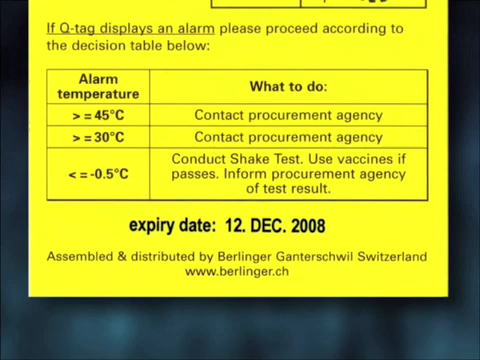 If Q-tag displays an alarm please proceed according to
the decision table below:
Alarm temperature What to do:
> = 45°C Contact procurement agency
> = 30°C Contact procurement agency
< = -0.5°C Conduct Shake Test. Use vaccines if
passes. Inform procurement agency
of test result.
expiry date: 12. DEC. 2008
Assembled & distributed by Berlinger Ganterschwil Switzerland
www.berlinger.ch